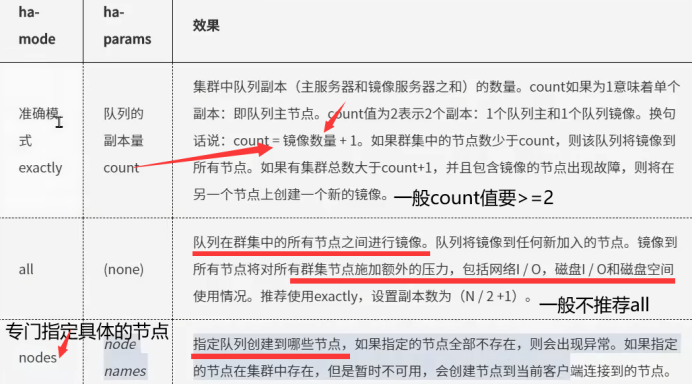 ha-
mode
ha-
params
效果
准确模
式
exactly
队列的
副本量
count
集群中队列副本（主服务器和镜像服务器之和）的数量。count如果为1意味着单个
副本：即队列主节点。count值为2表示2个副本：1个队列主和1个队列镜像。换句
话说：count = 镜像数量 + 1。如果群集中的节点数少于count，则该队列将镜像到
所有节点。如果有集群总数大于count+1，并且包含镜像的节点出现故障，则将在
另一个节点上创建一个新的镜像。
一般count值要>=2
all
(none)
队列在群集中的所有节点之间进行镜像。队列将镜像到任何新加入的节点。镜像到
所有节点将对所有群集节点施加额外的压力，包括网络I / O，磁盘I / O和磁盘空间
使用情况。推荐使用exactly，设置副本数为（N / 2 +1）。
一般不推荐all
专门指定具体的节点
nodes
node
names
指定队列创建到哪些节点，如果指定的节点全部不存在，则会出现异常。如果指定
的节点在集群中存在，但是暂时不可用，会创建节点到当前客户端连接到的节点。